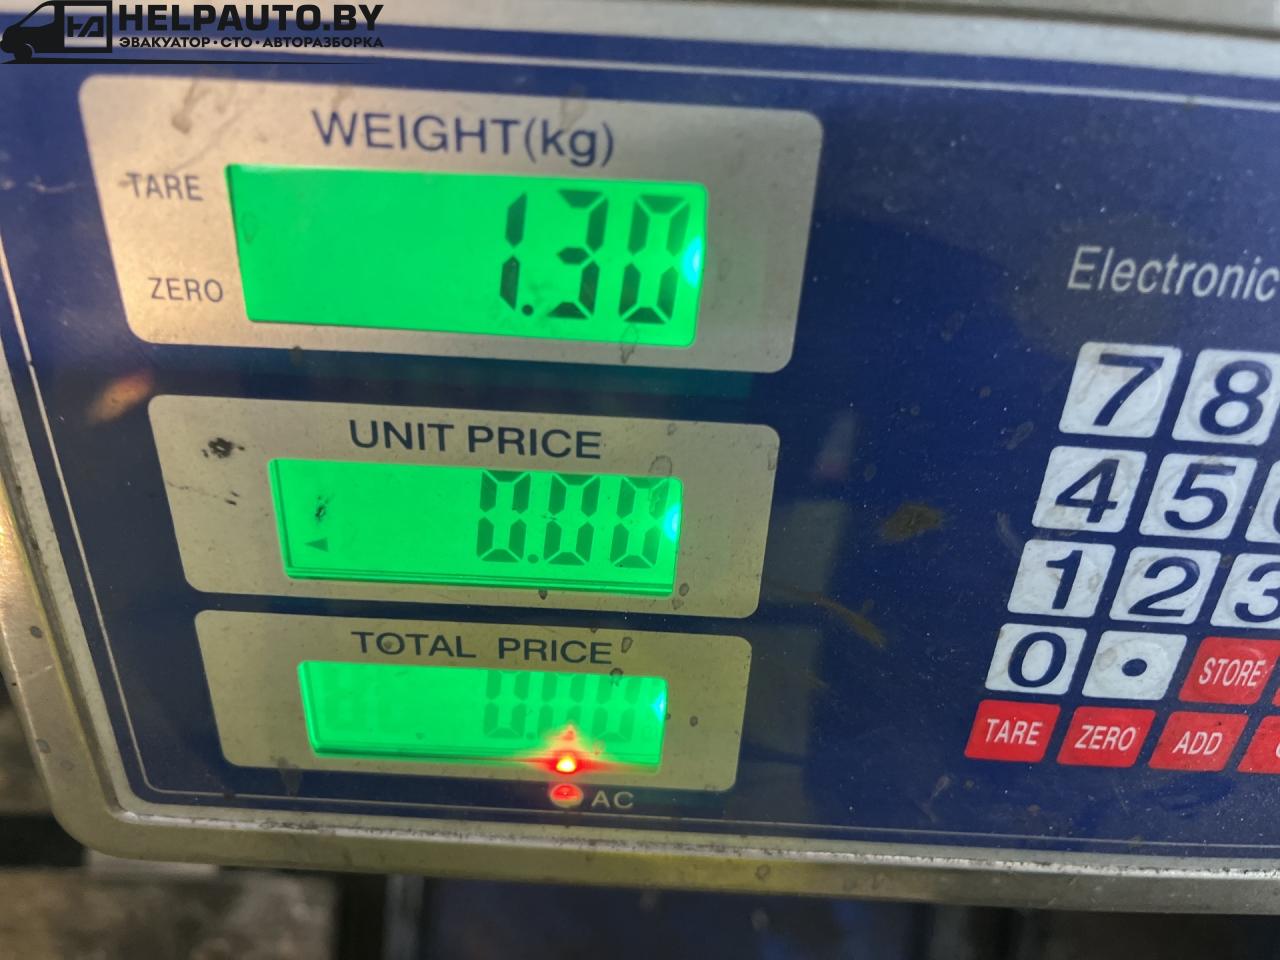 HELPAUTO.BY
ЭВАКУАТОР · СТО · АВТОРАЗБОРКА
WEIGHT(kg)
TARE
1.30
ZERO
Electronic
UNIT PRICE
0.00
TOTAL PRICE
0.00
AC
7 8
4 5
1 2 3
0 • STORE
TARE ZERO ADD